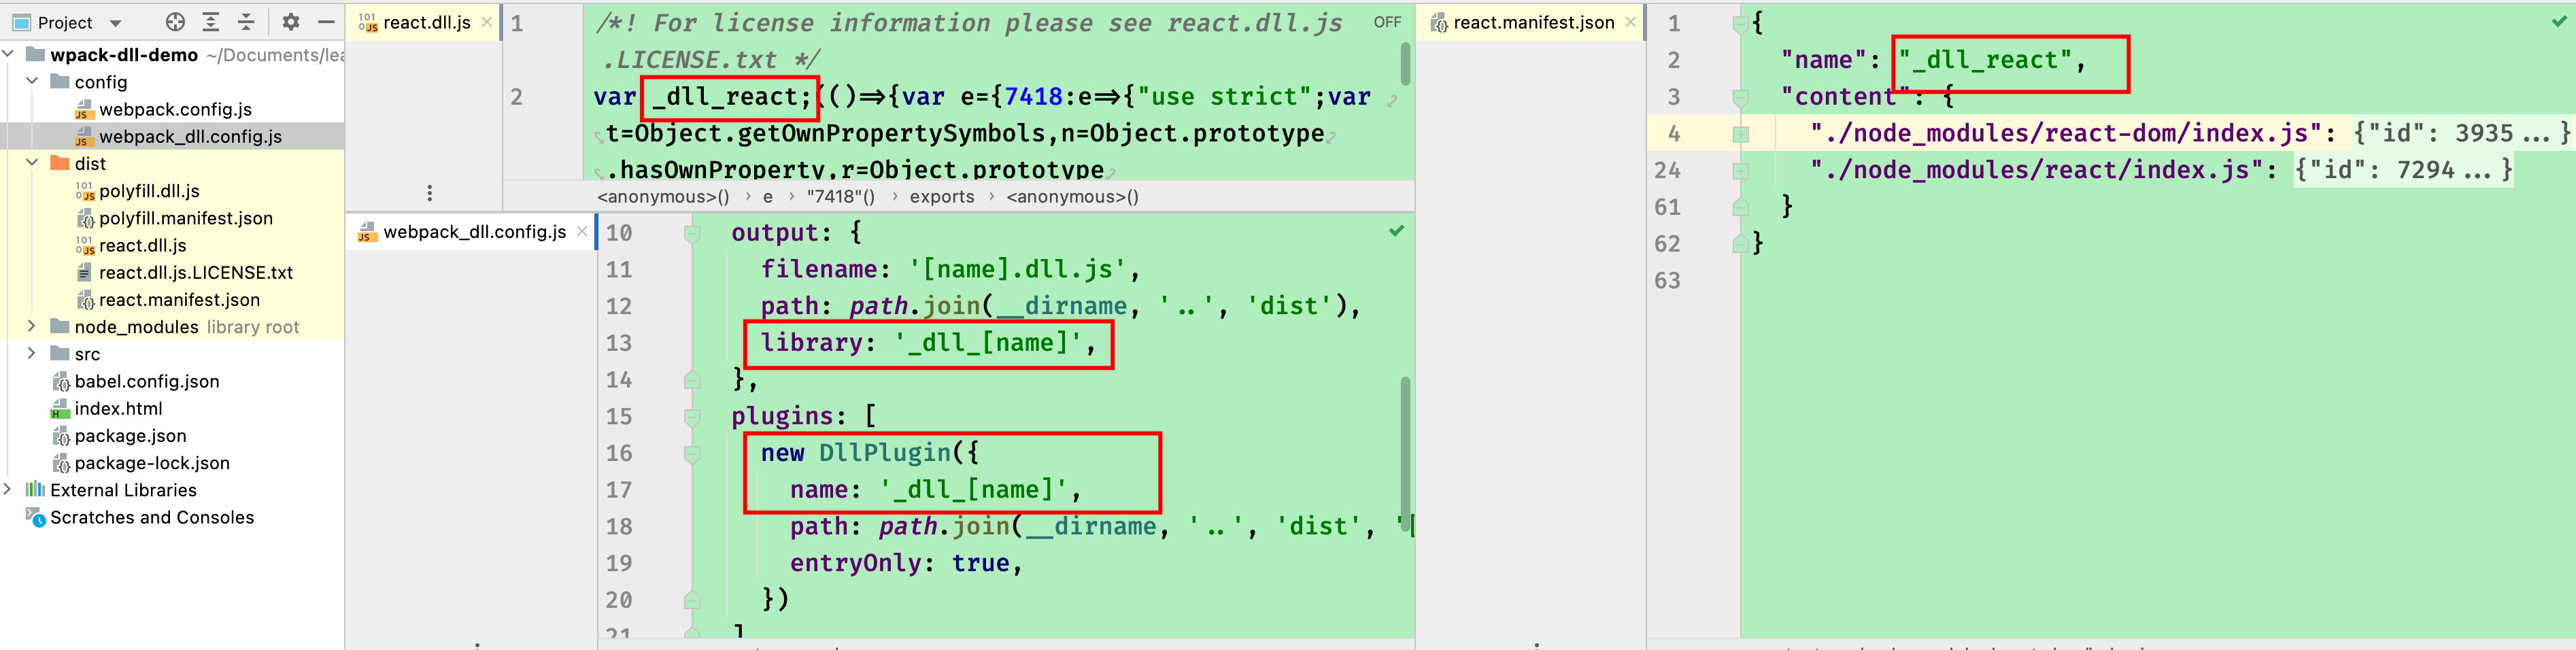 Project
wpack-dll-demo ~/Documents/lea
config
webpack.config.js
webpack_dll.config.js
dist
polyfill.dll.js
polyfill.manifest.json
react.dll.js
react.dll.js.LICENSE.txt
react.manifest.json
node_modules library root
src
babel.config.json
index.html
package.json
package-lock.json
External Libraries
Scratches and Consoles
react.dll.js
1 /*! For license information please see react.dll.js
.LICENSE.txt */
OFF
2 var _dll_react;(()=>{var e={7418:e=>{"use strict";var
t=Object.getOwnPropertySymbols,n=Object.prototype
.hasOwnProperty,r=Object.prototype
<anonymous>() › e › "7418"() › exports › <anonymous>()
webpack_dll.config.js
10 output: {
11 filename: '[name].dll.js',
12 path: path.join(__dirname, '..', 'dist'),
13 library: '_dll_[name]',
14 },
15 plugins: [
16 new DllPlugin({
17 name: '_dll_[name]',
18 path: path.join(__dirname, '..', 'dist', '[
19 entryOnly: true,
20 })
21 ]
react.manifest.json
1 {
2 "name": "_dll_react",
3 "content": {
4 "./node_modules/react-dom/index.js": {"id": 3935...}
24 "./node_modules/react/index.js": {"id": 7294...}
61 }
62 }
63